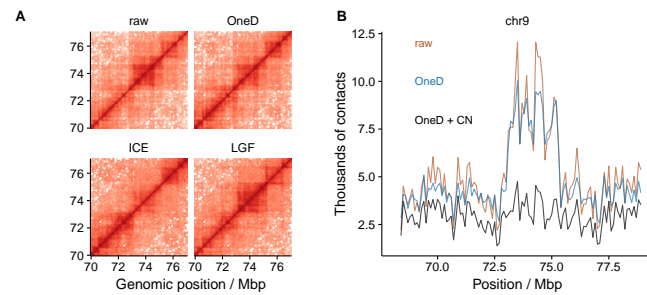 A
raw
OneD
76
74
72
70
ICE
LGF
76
74
72
70
70 72 74 76
70 72 74 76
Genomic position / Mbp
B
chr9
Thousands of contacts
12.5
10.0
7.5
5.0
2.5
raw
OneD
OneD + CN
70.0 72.5 75.0 77.5
Position / Mbp